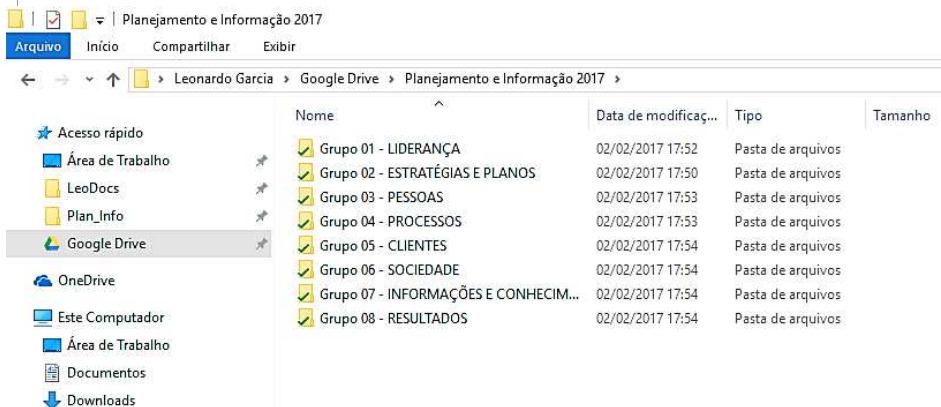 Planejamento e Informação 2017
Arquivo Início Compartilhar Exibir
Leonardo Garcia > Google Drive > Planejamento e Informação 2017 >
Nome Data de modificaç... Tipo Tamanho
Acesso rápido
Área de Trabalho
LeoDocs
Plan_Info
Google Drive
OneDrive
Este Computador
Área de Trabalho
Documentos
Downloads
Grupo 01 - LIDERANÇA 02/02/2017 17:52 Pasta de arquivos
Grupo 02 - ESTRATÉGIAS E PLANOS 02/02/2017 17:50 Pasta de arquivos
Grupo 03 - PESSOAS 02/02/2017 17:53 Pasta de arquivos
Grupo 04 - PROCESSOS 02/02/2017 17:53 Pasta de arquivos
Grupo 05 - CLIENTES 02/02/2017 17:54 Pasta de arquivos
Grupo 06 - SOCIEDADE 02/02/2017 17:54 Pasta de arquivos
Grupo 07 - INFORMAÇÕES E CONHECIM... 02/02/2017 17:54 Pasta de arquivos
Grupo 08 - RESULTADOS 02/02/2017 17:54 Pasta de arquivos